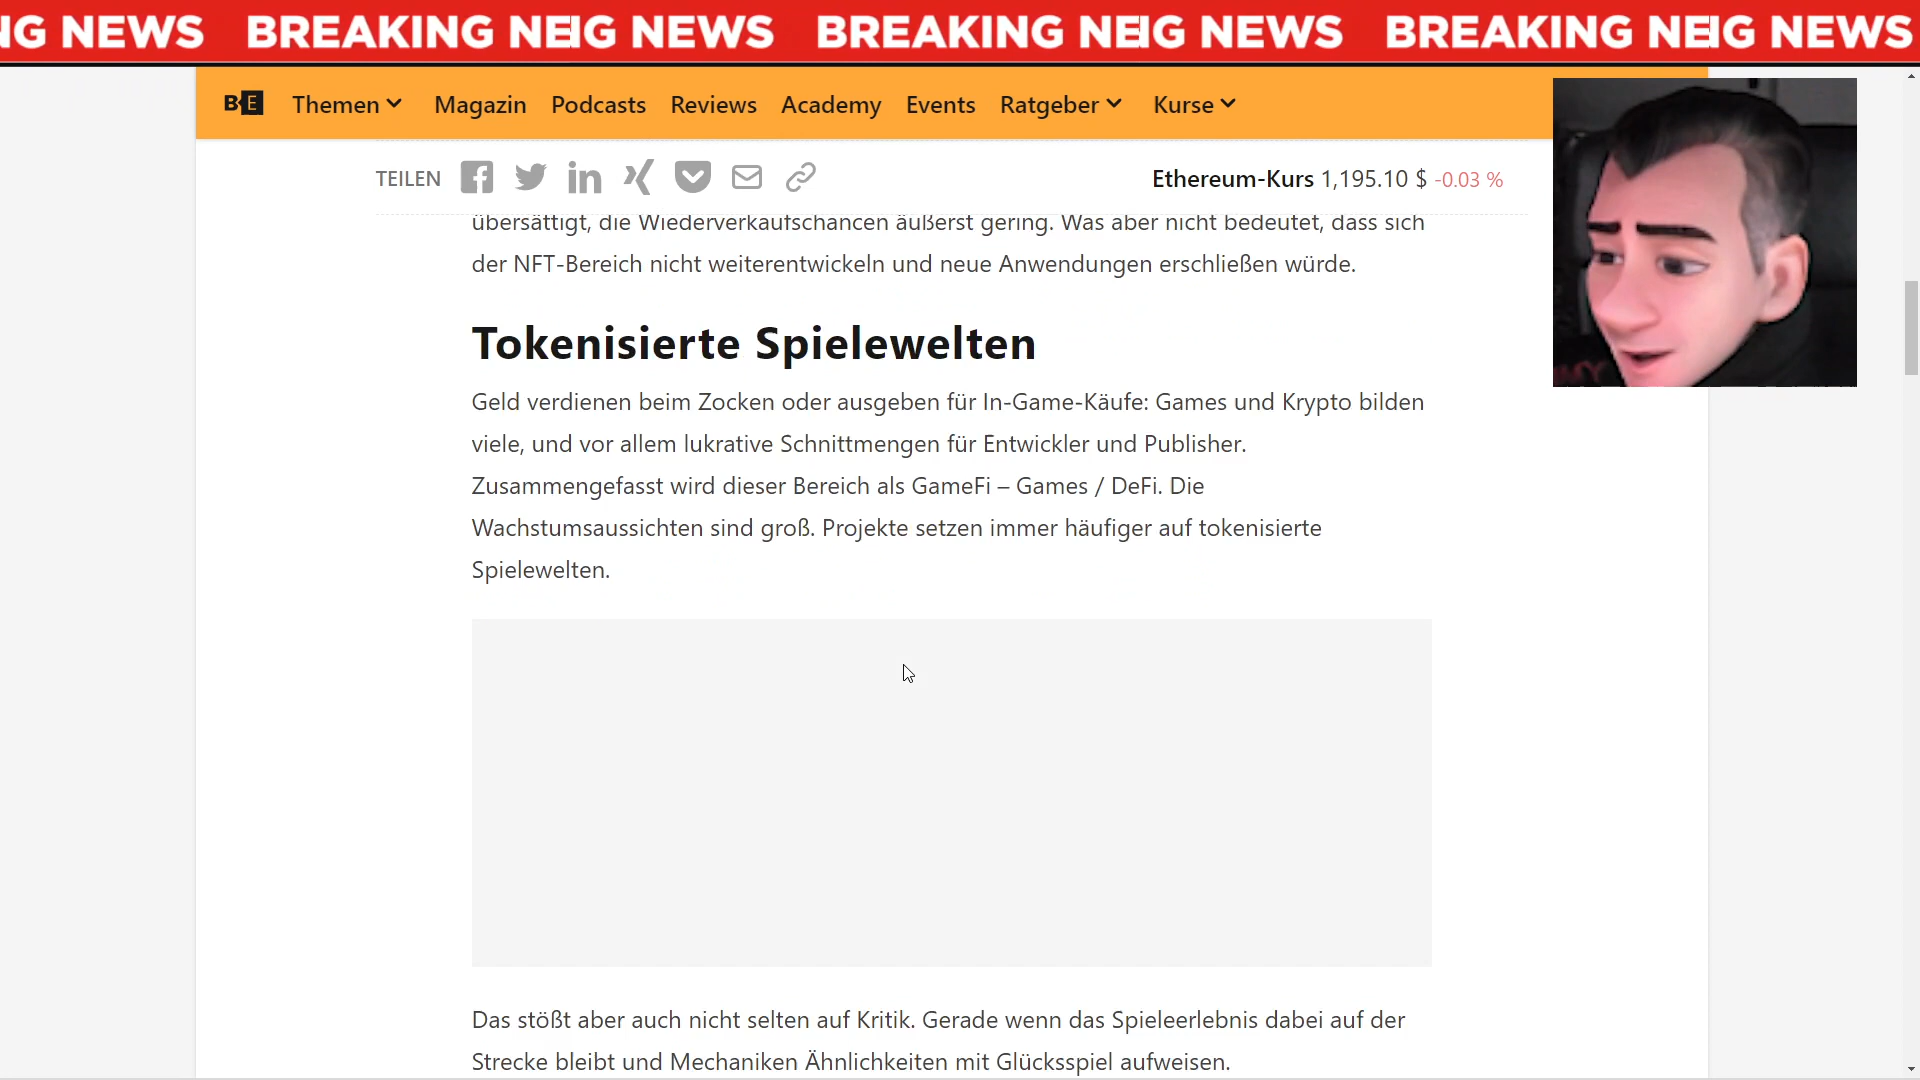 NG NEWS BREAKING NEIG NEWS BREAKING NEIG NEWS BREAKING NEIG NEWS
BE Themen Magazin Podcasts Reviews Academy Events Ratgeber Kurse
TEILEN Ethereum-Kurs 1,195.10 $ -0.03 %
übersättigt, die Wiederverkaufschancen äußerst gering. Was aber nicht bedeutet, dass sich
der NFT-Bereich nicht weiterentwickeln und neue Anwendungen erschließen würde.
Tokenisierte Spielewelten
Geld verdienen beim Zocken oder ausgeben für In-Game-Käufe: Games und Krypto bilden
viele, und vor allem lukrative Schnittmengen für Entwickler und Publisher.
Zusammengefasst wird dieser Bereich als GameFi – Games / DeFi. Die
Wachstumsaussichten sind groß. Projekte setzen immer häufiger auf tokenisierte
Spielewelten.
Das stößt aber auch nicht selten auf Kritik. Gerade wenn das Spieleerlebnis dabei auf der
Strecke bleibt und Mechaniken Ähnlichkeiten mit Glücksspiel aufweisen.